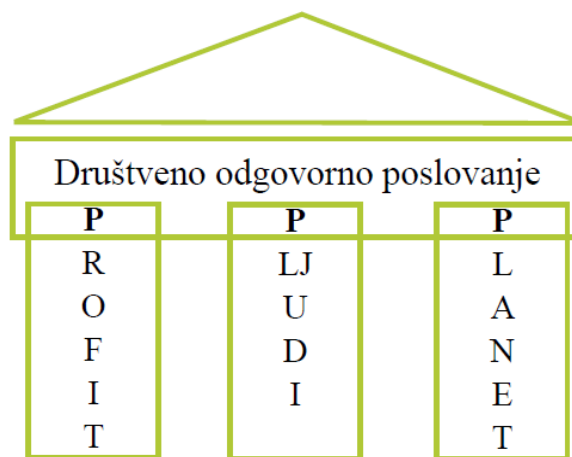 Društveno odgovorno poslovanje
P P P
R LJ L
O U A
F D N
I I E
T T